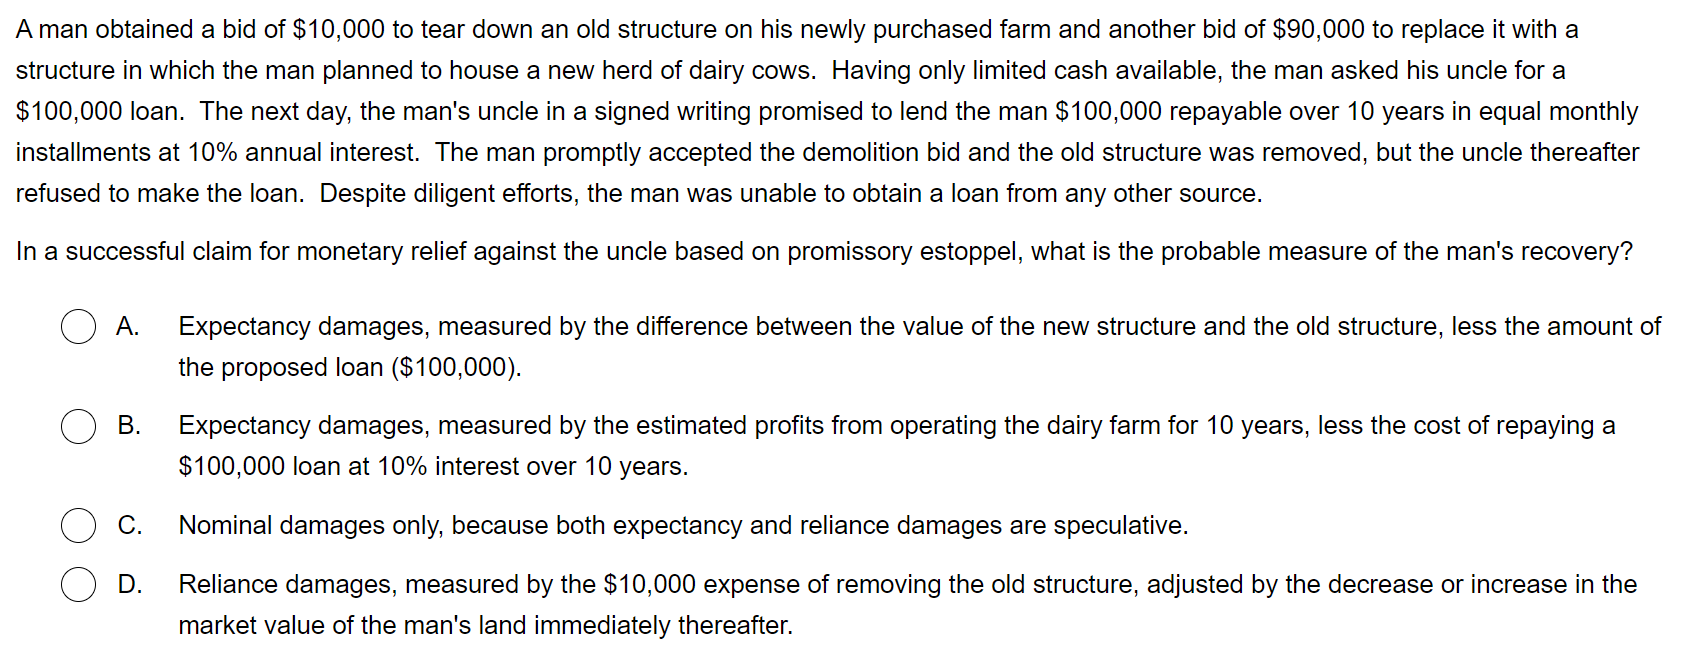 A man obtained a bid of $10,000 to tear down an old structure on his newly purchased farm and another bid of $90,000 to replace it with a
structure in which the man planned to house a new herd of dairy cows.  Having only limited cash available, the man asked his uncle for a
$100,000 loan.  The next day, the man's uncle in a signed writing promised to lend the man $100,000 repayable over 10 years in equal monthly
installments at 10% annual interest.  The man promptly accepted the demolition bid and the old structure was removed, but the uncle thereafter
refused to make the loan.  Despite diligent efforts, the man was unable to obtain a loan from any other source.
In a successful claim for monetary relief against the uncle based on promissory estoppel, what is the probable measure of the man's recovery?
A. Expectancy damages, measured by the difference between the value of the new structure and the old structure, less the amount of
the proposed loan ($100,000).
B. Expectancy damages, measured by the estimated profits from operating the dairy farm for 10 years, less the cost of repaying a
$100,000 loan at 10% interest over 10 years.
C. Nominal damages only, because both expectancy and reliance damages are speculative.
D. Reliance damages, measured by the $10,000 expense of removing the old structure, adjusted by the decrease or increase in the
market value of the man's land immediately thereafter.